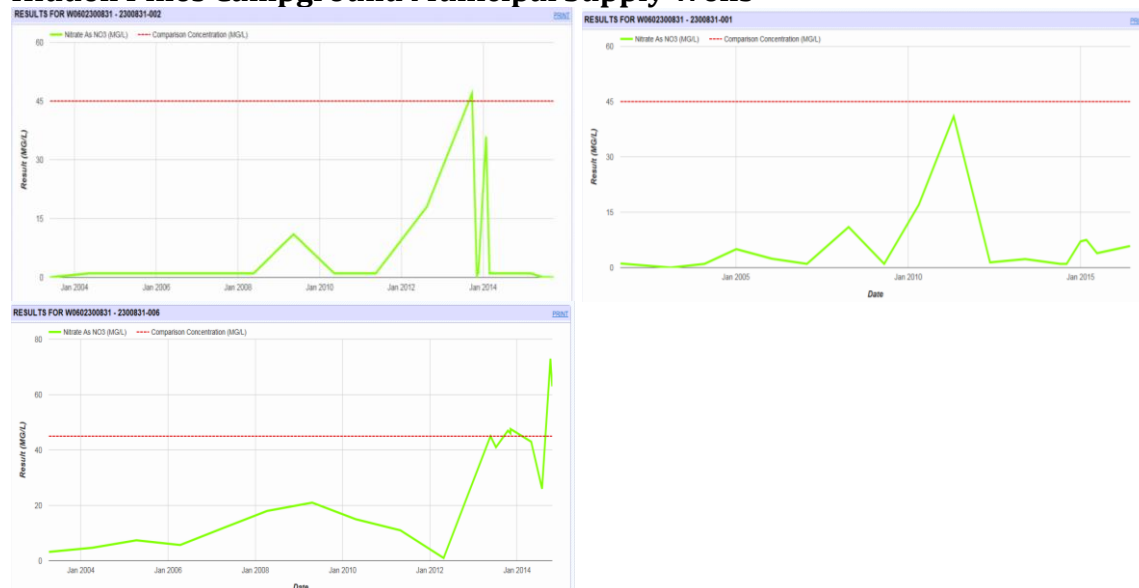 Hidden Pines Campground Municipal Supply Wells
RESULTS FOR W0602300831 - 2300831-002
PRINT
Nitrate As NO3 (MG/L) Comparison Concentration (MG/L)
60
45
30
15
0
Result (MG/L)
Jan 2004 Jan 2006 Jan 2008 Jan 2010 Jan 2012 Jan 2014
RESULTS FOR W0602300831 - 2300831-001
Nitrate As NO3 (MG/L) Comparison Concentration (MG/L)
60
45
30
15
0
Result (MG/L)
Jan 2005 Jan 2010 Jan 2015
Date
RESULTS FOR W0602300831 - 2300831-006
PRINT
Nitrate As NO3 (MG/L) Comparison Concentration (MG/L)
80
60
40
20
0
Result (MG/L)
Jan 2004 Jan 2006 Jan 2008 Jan 2010 Jan 2012 Jan 2014
Date